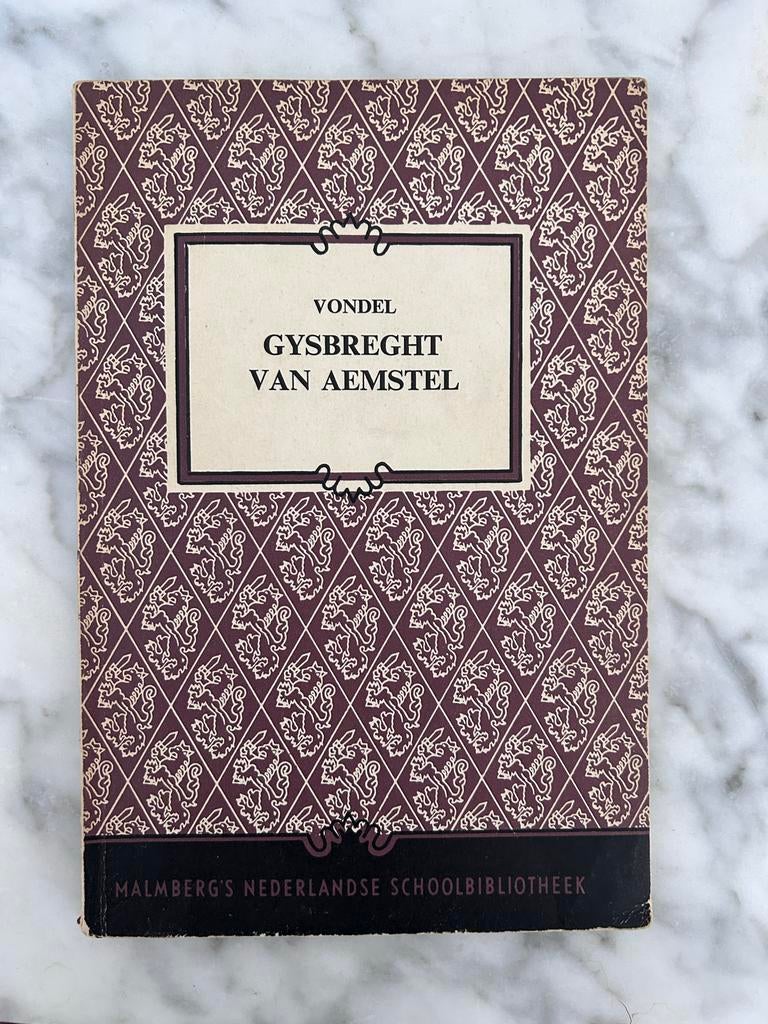 VONDEL
GYSBREGHT
VAN AEMSTEL
MALMBERG'S NEDERLANDSE SCHOOLBIBLIOTHEEK